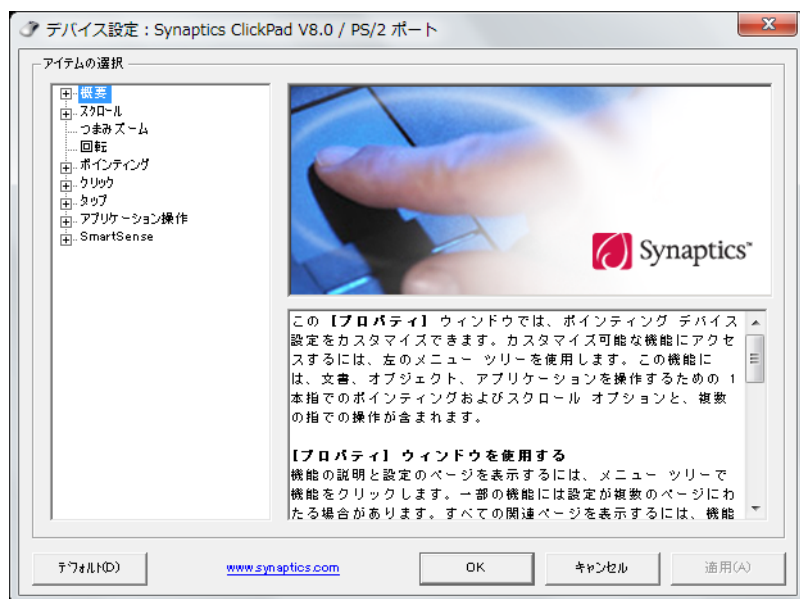 デバイス設定 : Synaptics ClickPad V8.0 / PS/2 ポート
アイテムの選択
概要
スクロール
つまみズーム
回転
ポインティング
クリック
タップ
アプリケーション操作
SmartSense
Synaptics™
この【プロパティ】ウィンドウでは、ポインティング デバイス
設定をカスタマイズできます。カスタマイズ可能な機能にアクセ
スするには、左のメニュー ツリーを使用します。この機能に
は、文書、オブジェクト、アプリケーションを操作するための 1
本指でのポインティングおよびスクロール オプションと、複数
の指での操作が含まれます。
【プロパティ】ウィンドウを使用する
機能の説明と設定のページを表示するには、メニュー ツリーで
機能をクリックします。一部の機能には設定が複数のページにわ
たる場合があります。すべての関連ページを表示するには、機能
デフォルト(D)
www.synaptics.com
OK
キャンセル
適用(A)